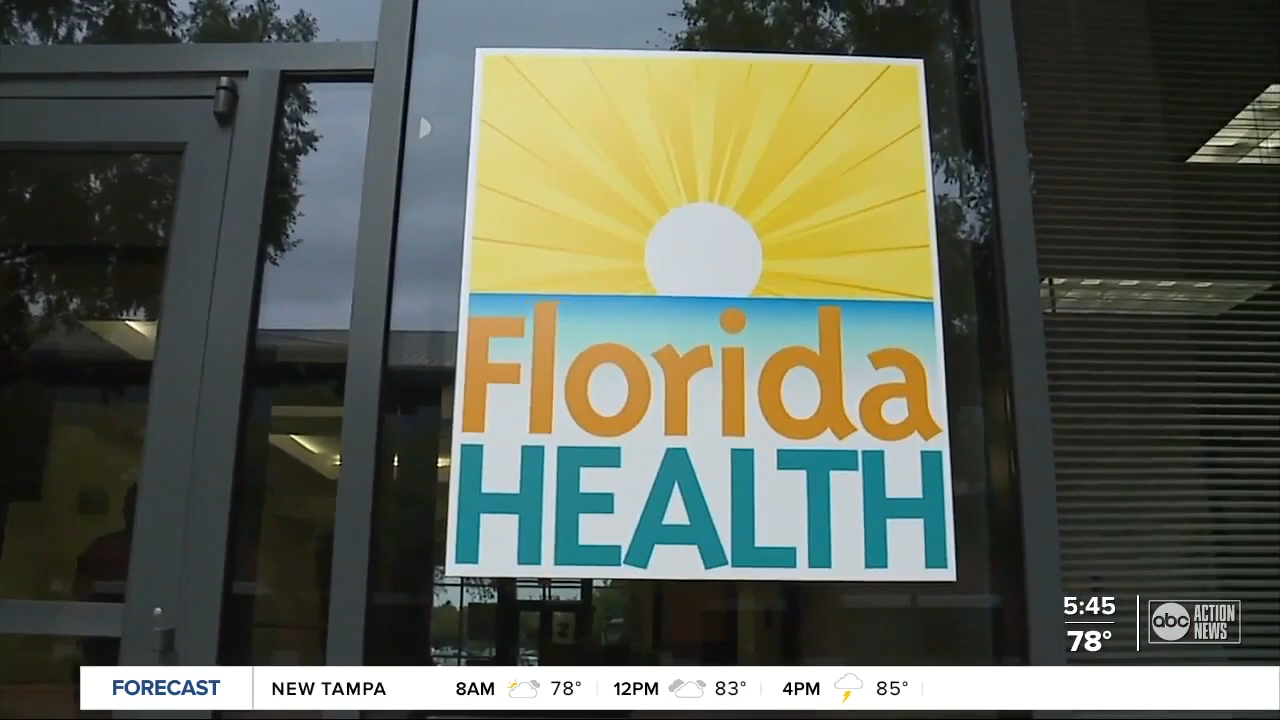 Florida
HEALTH
5:45
78°
abc ACTION NEWS
FORECAST NEW TAMPA 8AM 78° 12PM 83° 4PM 85°